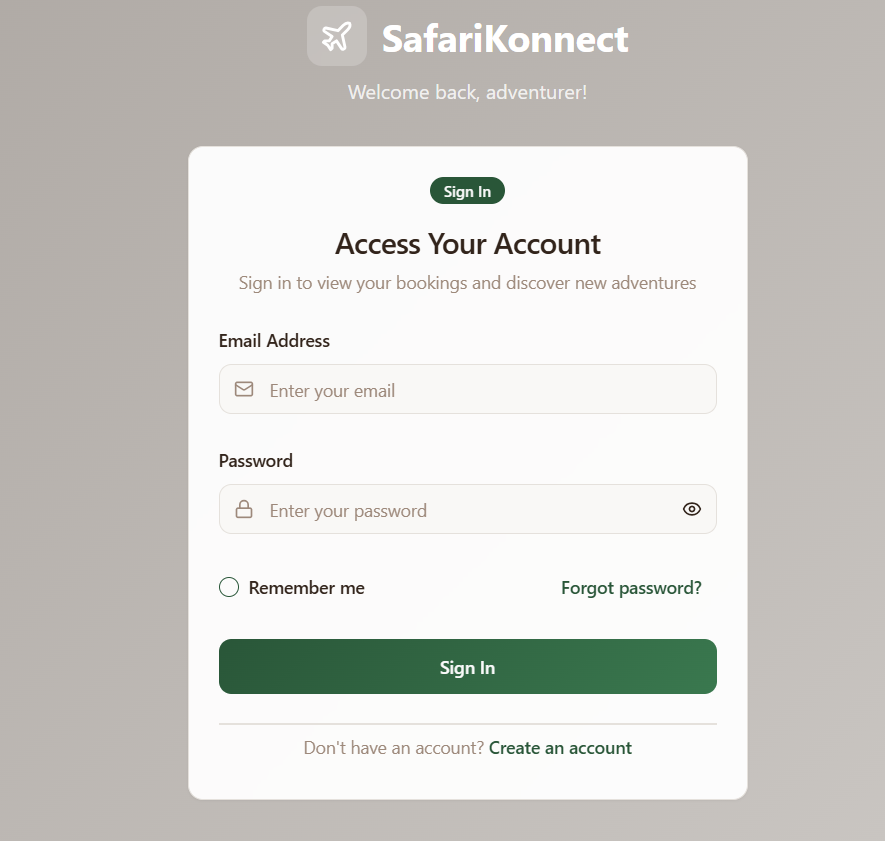 SafariKonnect
Welcome back, adventurer!
Sign In
Access Your Account
Sign in to view your bookings and discover new adventures
Email Address
Enter your email
Password
Enter your password
Remember me
Forgot password?
Sign In
Don't have an account? Create an account